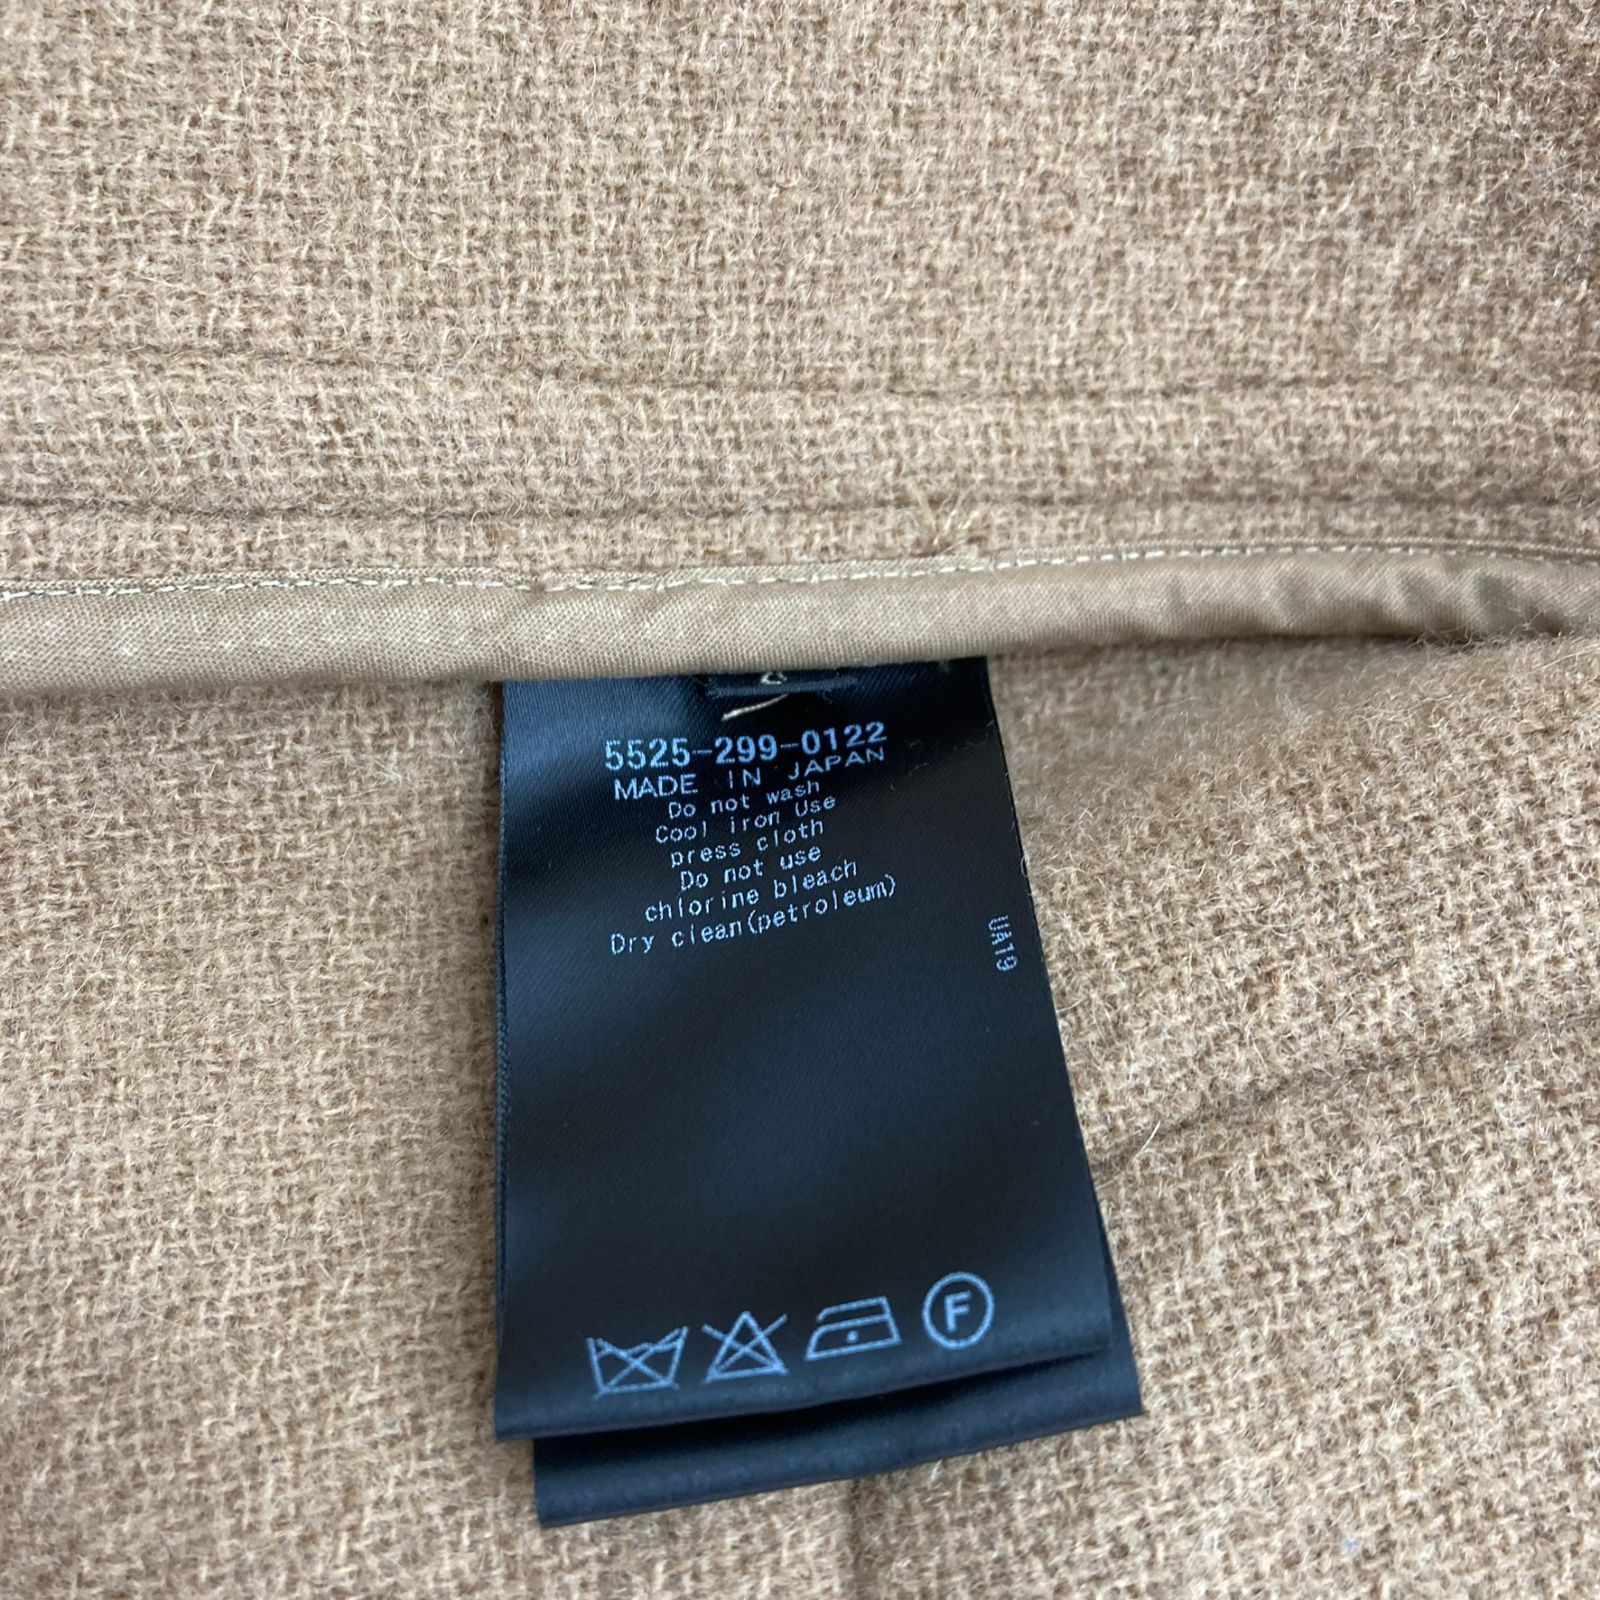 5525-299-0122
MADE IN JAPAN
Do not wash
Cool iron Use
press cloth
Do not use
chlorine bleach
Dry clean(petroleum)
UA19
F